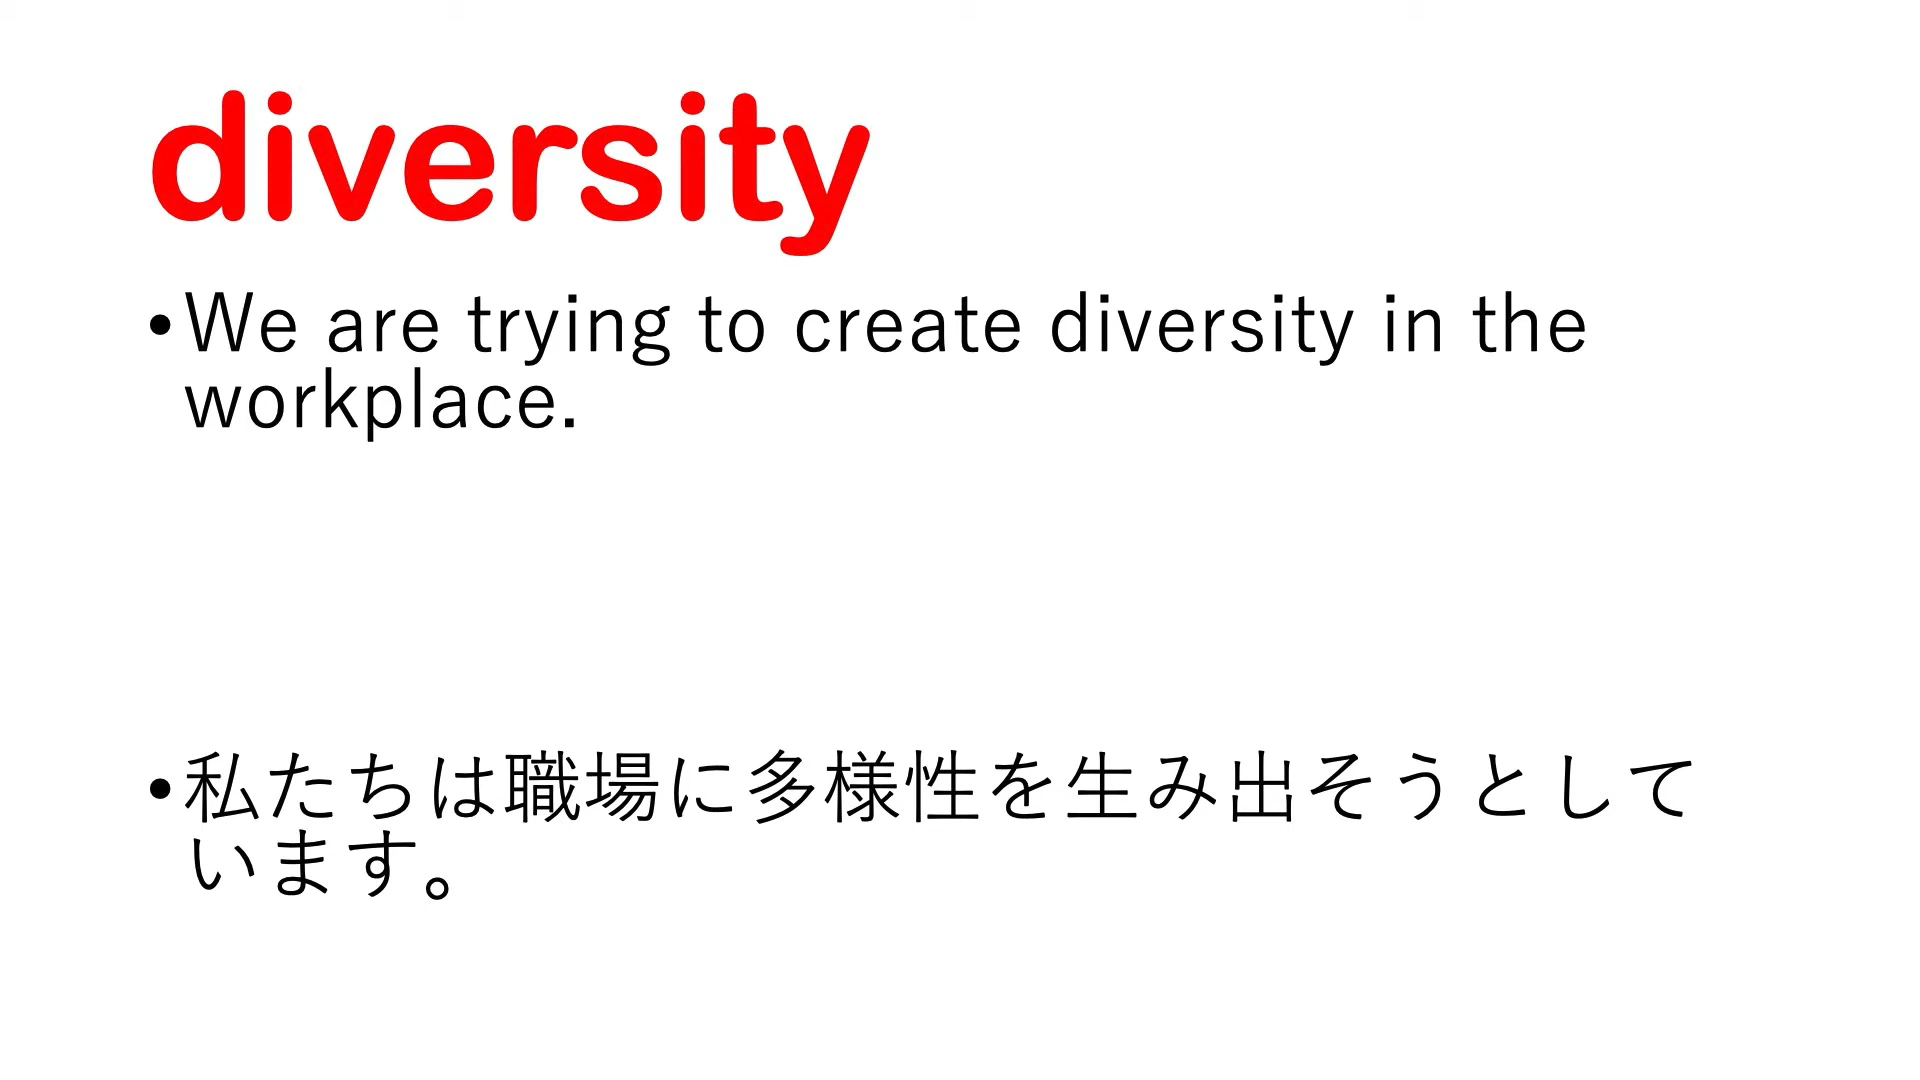 diversity
•We are trying to create diversity in the
workplace.
•私たちは職場に多様性を生み出そうとして
います。